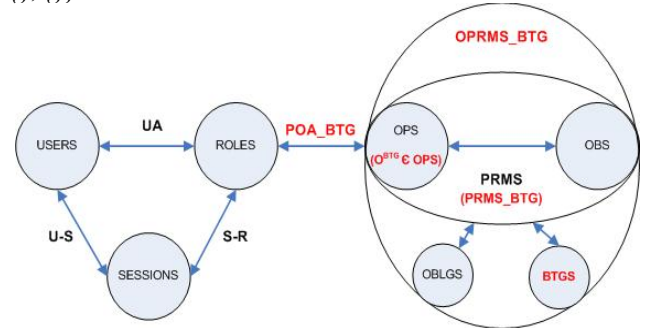 OPRMS_BTG
UA
POA_BTG
USERS
ROLES
OPS
(O^BTG Є OPS)
OBS
PRMS
(PRMS_BTG)
U-S
S-R
SESSIONS
OBLGS
BTGS